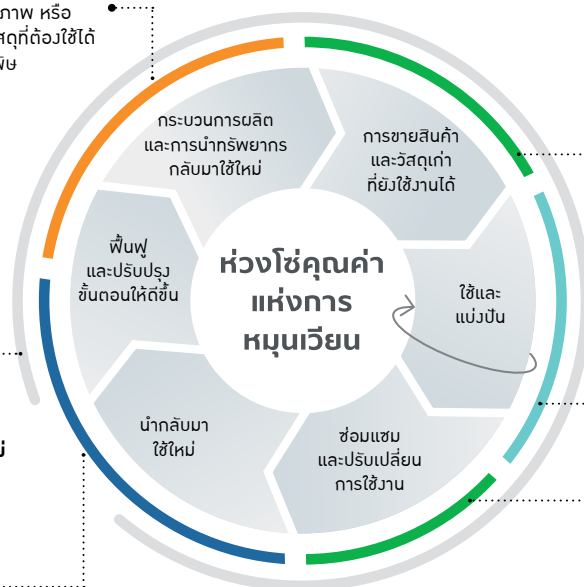 ภาพ หรือ
สดุที่ต้องใช้ได้
กระบวนการผลิต
และการนำทรัพยากร
กลับมาใช้ใหม่
การขายสินค้า
และวัสดุเก่า
ที่ยังใช้งานได้
ฟื้นฟู
และปรับปรุง
ขั้นตอนให้ดีขึ้น
ห่วงโซ่คุณค่า
แห่งการ
หมุนเวียน
ใช้และ
แบ่งปัน
นำกลับมา
ใช้ใหม่
ซ่อมแซม
และปรับเปลี่ยน
การใช้งาน